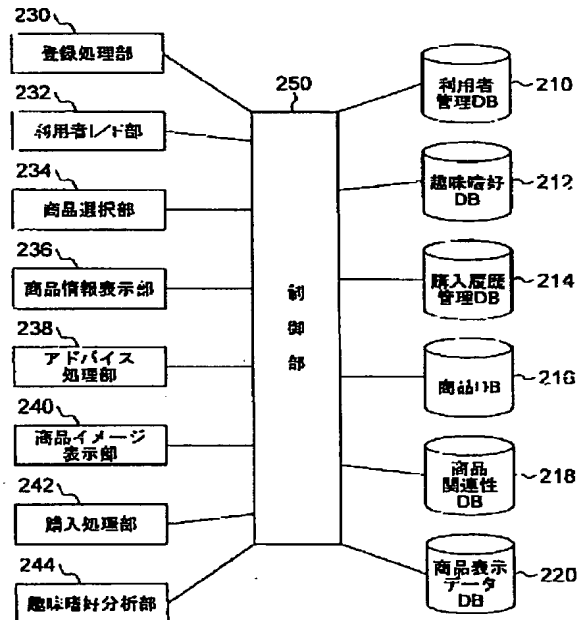 230
登録処理部
232
利用者I/F部
234
商品選択部
236
商品情報表示部
238
アドバイス
処理部
240
商品イメージ
表示部
242
購入処理部
244
趣味嗜好分析部
250
制
御
部
利用者
管理DB
210
趣味嗜好
DB
212
購入履歴
管理DB
214
商品DB
216
商品
関連性
DB
218
商品表示
データ
DB
220